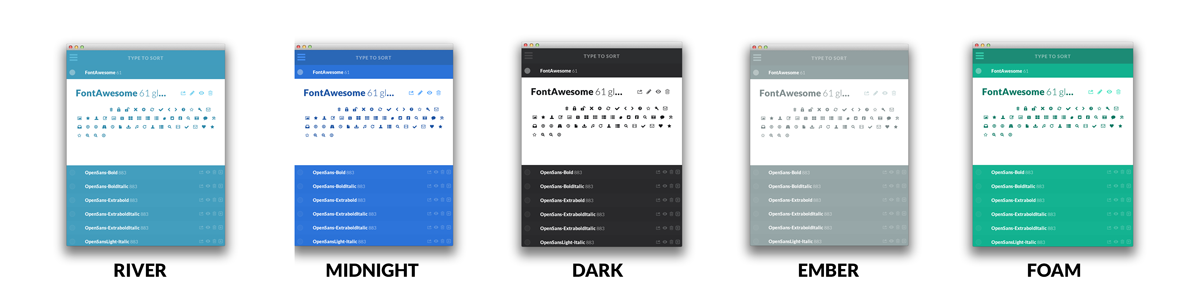 TYPE TO SORT
FontAwesome 61
FontAwesome 61 gl...
OpenSans-Bold 883
OpenSans-BoldItalic 883
OpenSans-Extrabold 883
OpenSans-ExtraboldItalic 883
OpenSans-ExtraboldItalic 883
OpenSansLight-Italic 883
RIVER
TYPE TO SORT
FontAwesome 61
FontAwesome 61 gl...
OpenSans-Bold 883
OpenSans-BoldItalic 883
OpenSans-Extrabold 883
OpenSans-ExtraboldItalic 883
OpenSans-ExtraboldItalic 883
OpenSansLight-Italic 883
MIDNIGHT
TYPE TO SORT
FontAwesome 61
FontAwesome 61 gl...
OpenSans-Bold 883
OpenSans-BoldItalic 883
OpenSans-Extrabold 883
OpenSans-ExtraboldItalic 883
OpenSans-ExtraboldItalic 883
OpenSansLight-Italic 883
DARK
TYPE TO SORT
FontAwesome 61
FontAwesome 61 gl...
OpenSans-Bold 883
OpenSans-BoldItalic 883
OpenSans-Extrabold 883
OpenSans-ExtraboldItalic 883
OpenSans-ExtraboldItalic 883
OpenSansLight-Italic 883
EMBER
TYPE TO SORT
FontAwesome 61
FontAwesome 61 gl...
OpenSans-Bold 883
OpenSans-BoldItalic 883
OpenSans-Extrabold 883
OpenSans-ExtraboldItalic 883
OpenSans-ExtraboldItalic 883
OpenSansLight-Italic 883
FOAM